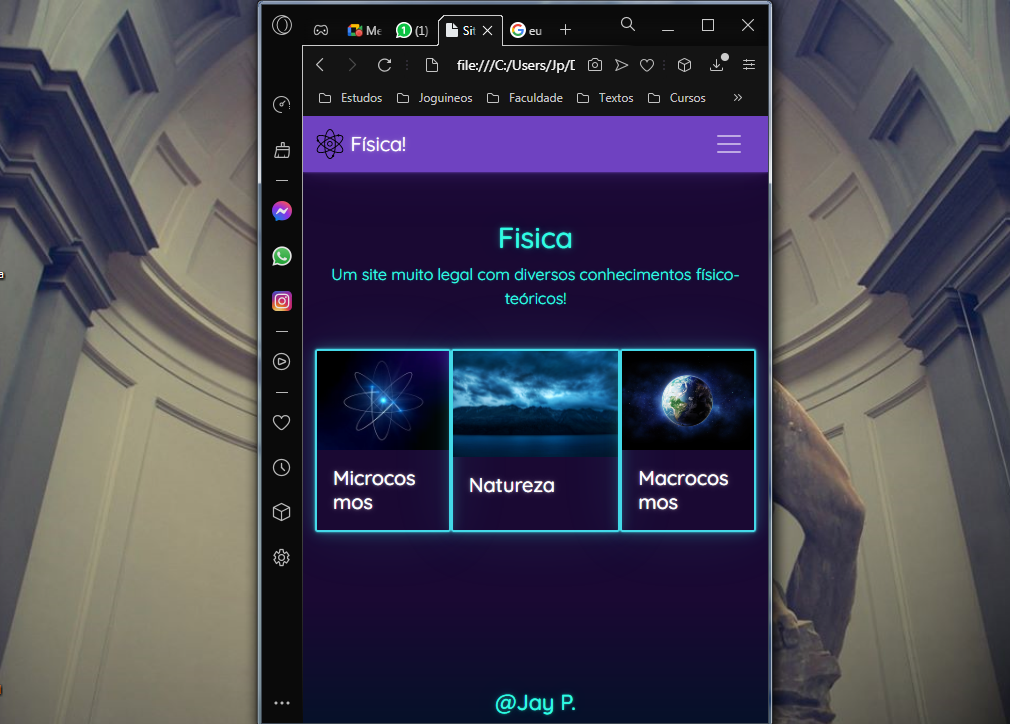 Me
1
(1)
Sit
eu
file:///C:/Users/Jp/D
Estudos
Joguineos
Faculdade
Textos
Cursos
Física!
Fisica
Um site muito legal com diversos conhecimentos físico-
teóricos!
Microcos
mos
Natureza
Macrocos
mos
@Jay P.
a